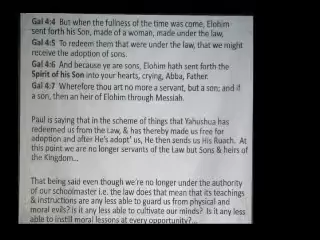 Gal 4:4  But when the fullness of the time was come, Elohim
sent forth his Son, made of a woman, made under the law,
Gal 4:5  To redeem them that were under the law, that we might
receive the adoption of sons.
Gal 4:6  And because ye are sons, Elohim hath sent forth the
Spirit of his Son into your hearts, crying, Abba, Father.
Gal 4:7  Wherefore thou art no more a servant, but a son; and if
a son, then an heir of Elohim through Messiah.
Paul is saying that in the scheme of things that Yahushua has
redeemed us from the Law, & has thereby made us free for
adoption and after He's adopt' us, He then sends us His Ruach.  At
this point we are no longer servants of the Law but Sons & heirs of
the Kingdom...
That being said even though we're no longer under the authority
of our schoolmaster i.e. the law does that mean that its teachings
& instructions are any less able to guard us from physical and
moral evils? is it any less able to cultivate our minds?  Is it any less
able to instill moral lessons at every opportunity?...